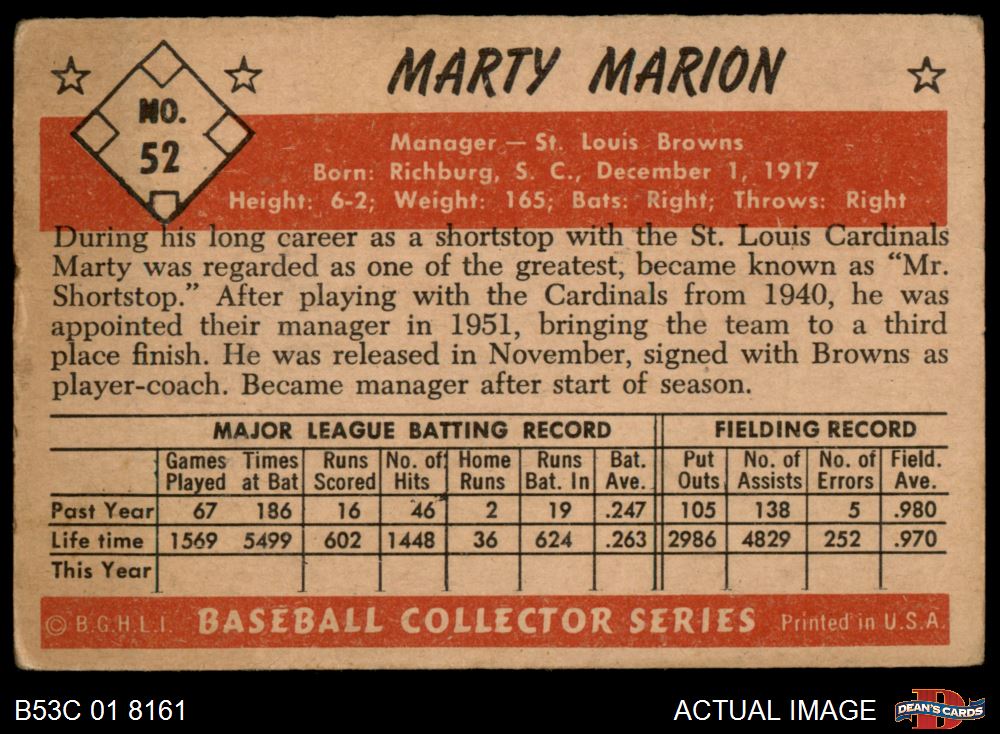 MARTY MARION
NO.
52
Manager — St. Louis Browns
Born: Richburg, S. C., December 1, 1917
Height: 6-2; Weight: 165; Bats: Right; Throws: Right
During his long career as a shortstop with the St. Louis Cardinals
Marty was regarded as one of the greatest, became known as “Mr.
Shortstop.” After playing with the Cardinals from 1940, he was
appointed their manager in 1951, bringing the team to a third
place finish. He was released in November, signed with Browns as
player-coach. Became manager after start of season.
MAJOR LEAGUE BATTING RECORD FIELDING RECORD
Games Times Runs No. of Home Runs Bat. Put No. of No. of Field.
Played at Bat Scored Hits Runs Bat. In Ave. Outs Assists Errors Ave.
Past Year 67 186 16 46 2 19 .247 105 138 5 .980
Life time 1569 5499 602 1448 36 624 .263 2986 4829 252 .970
This Year
© B.G.H.L.I. BASEBALL COLLECTOR SERIES Printed in U.S.A.
B53C 01 8161 ACTUAL IMAGE DEAN'S CARDS